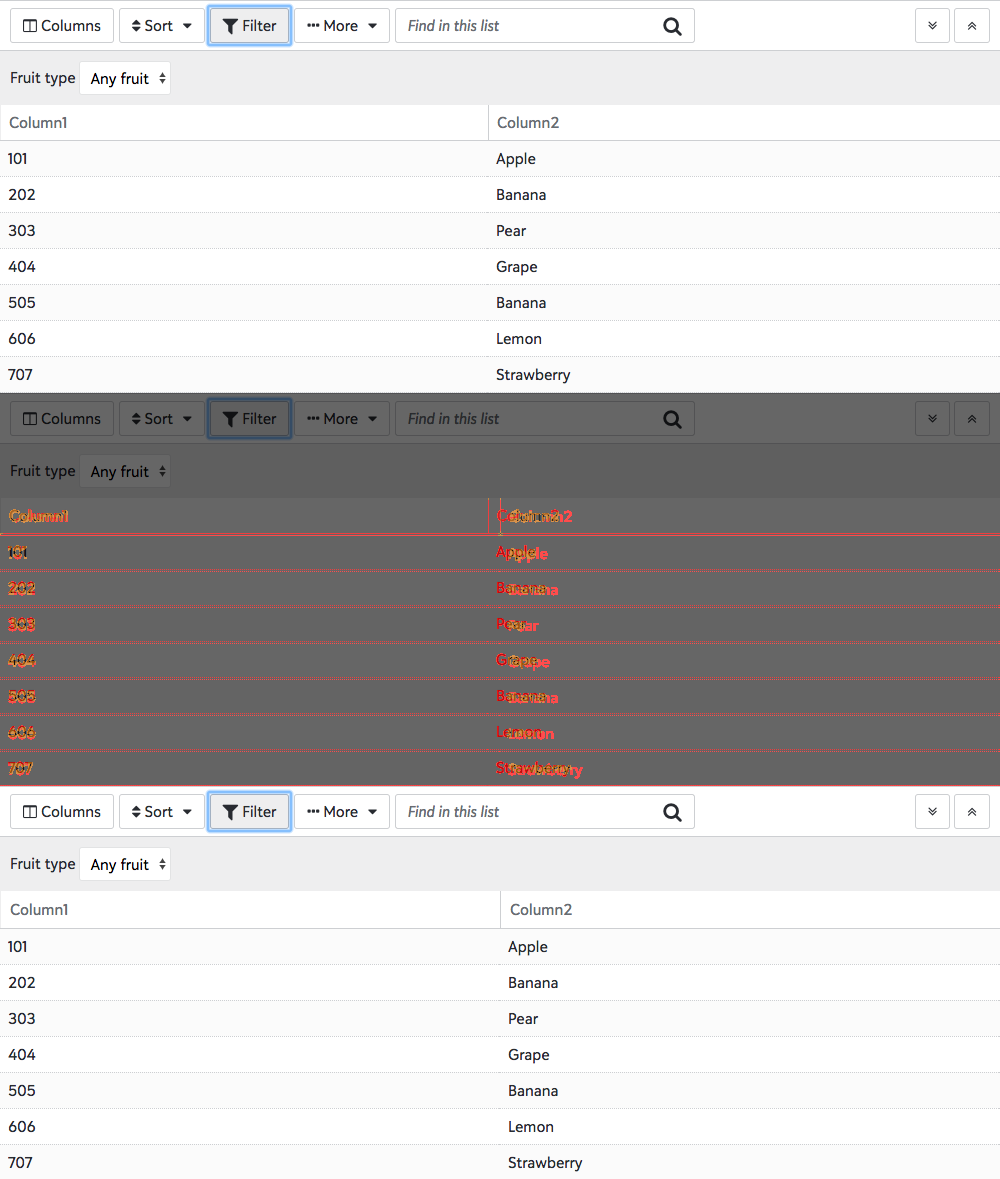 Columns Sort Filter More Find in this list
Fruit type Any fruit
Column1 Column2
101 Apple
202 Banana
303 Pear
404 Grape
505 Banana
606 Lemon
707 Strawberry
Columns Sort Filter More Find in this list
Fruit type Any fruit
Column1 Column2
101 Apple
202 Banana
303 Pear
404 Grape
505 Banana
606 Lemon
707 Strawberry
Columns Sort Filter More Find in this list
Fruit type Any fruit
Column1 Column2
101 Apple
202 Banana
303 Pear
404 Grape
505 Banana
606 Lemon
707 Strawberry